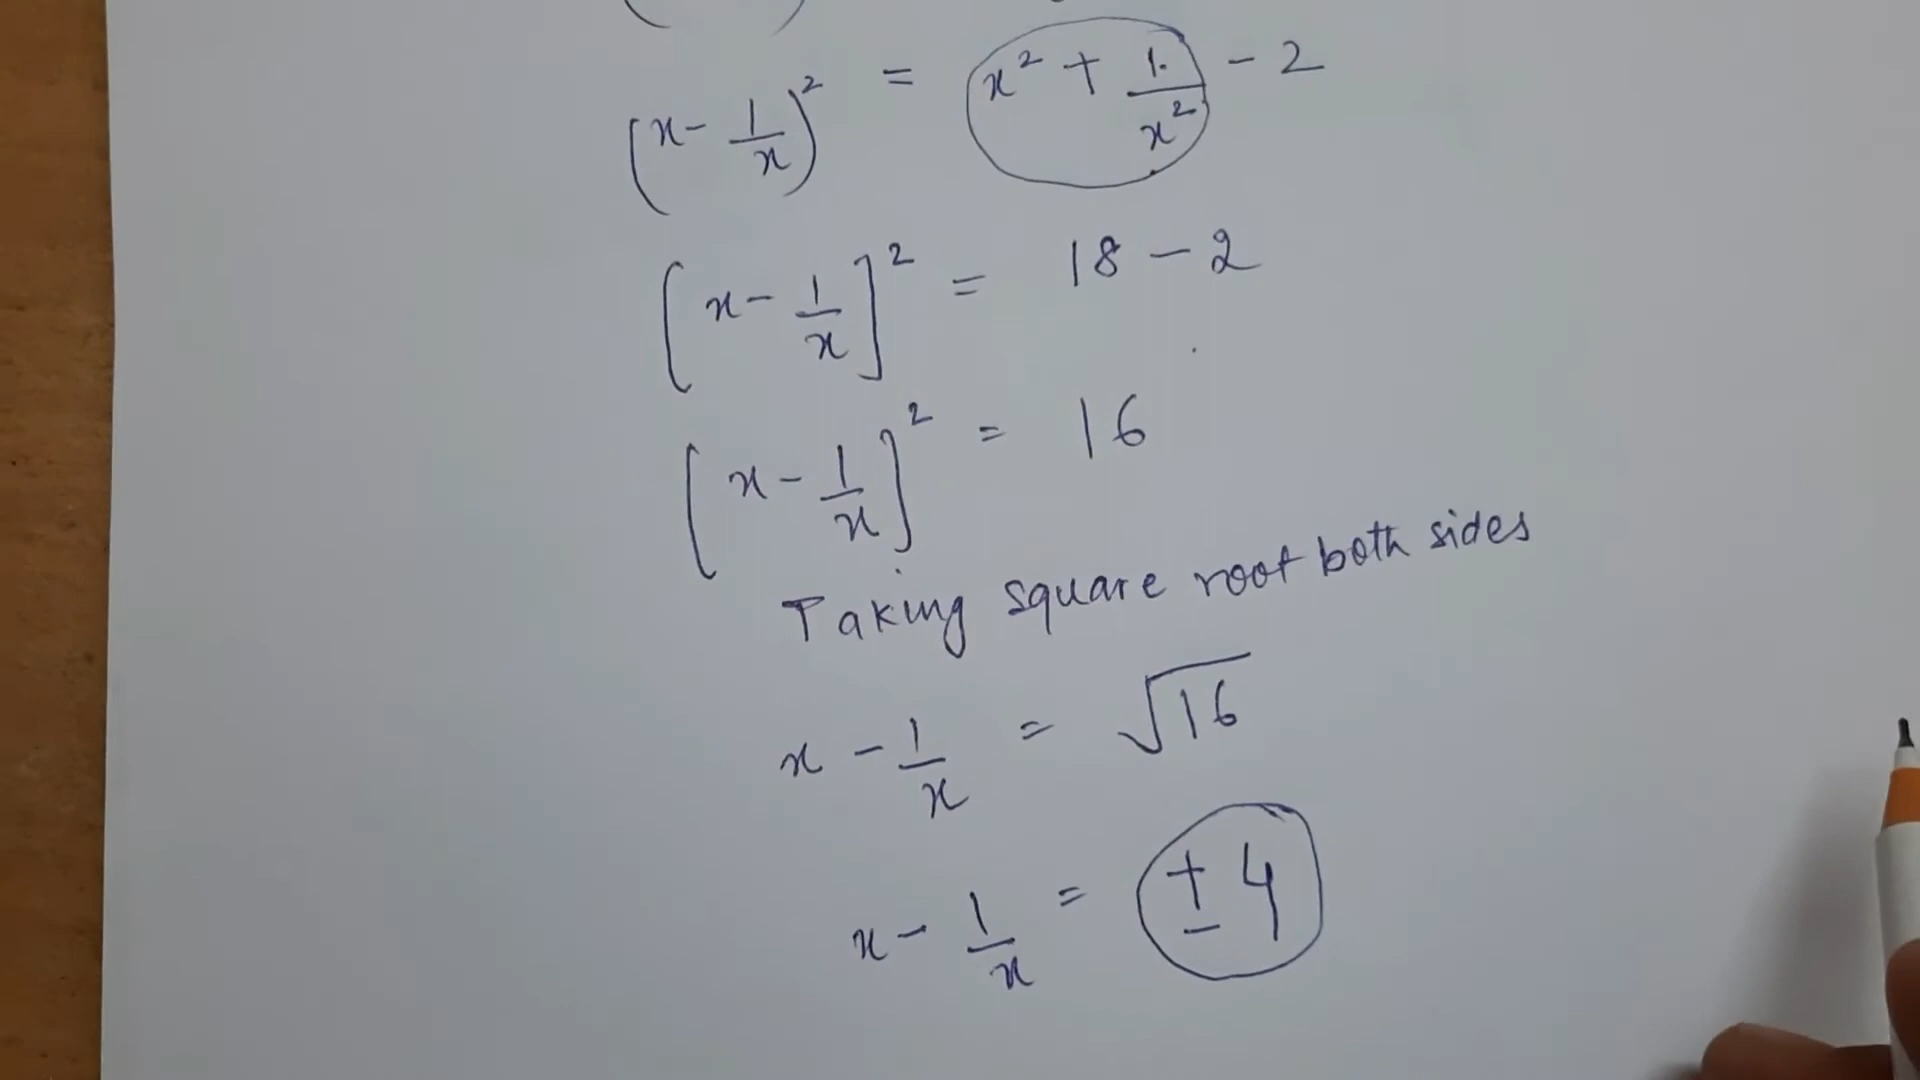 (x - 1/x)² = x² + 1/x² - 2
[x - 1/x]² = 18 - 2
[x - 1/x]² = 16
Taking square root both sides
x - 1/x = √16
x - 1/x = ± 4